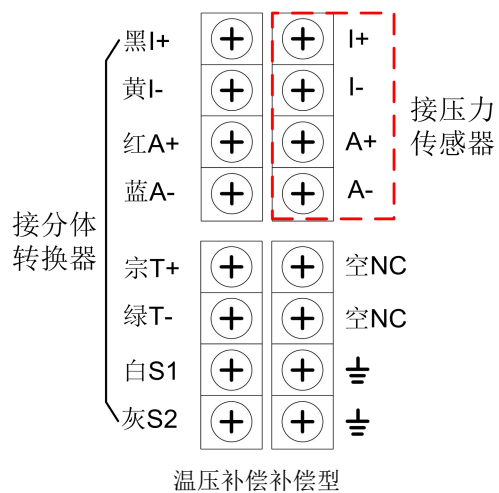 黑I+
I+
黄I-
I-
红A+
A+
蓝A-
A-
接压力
传感器
接分体
转换器
宗T+
空NC
绿T-
空NC
白S1
灰S2
温压补偿补偿型